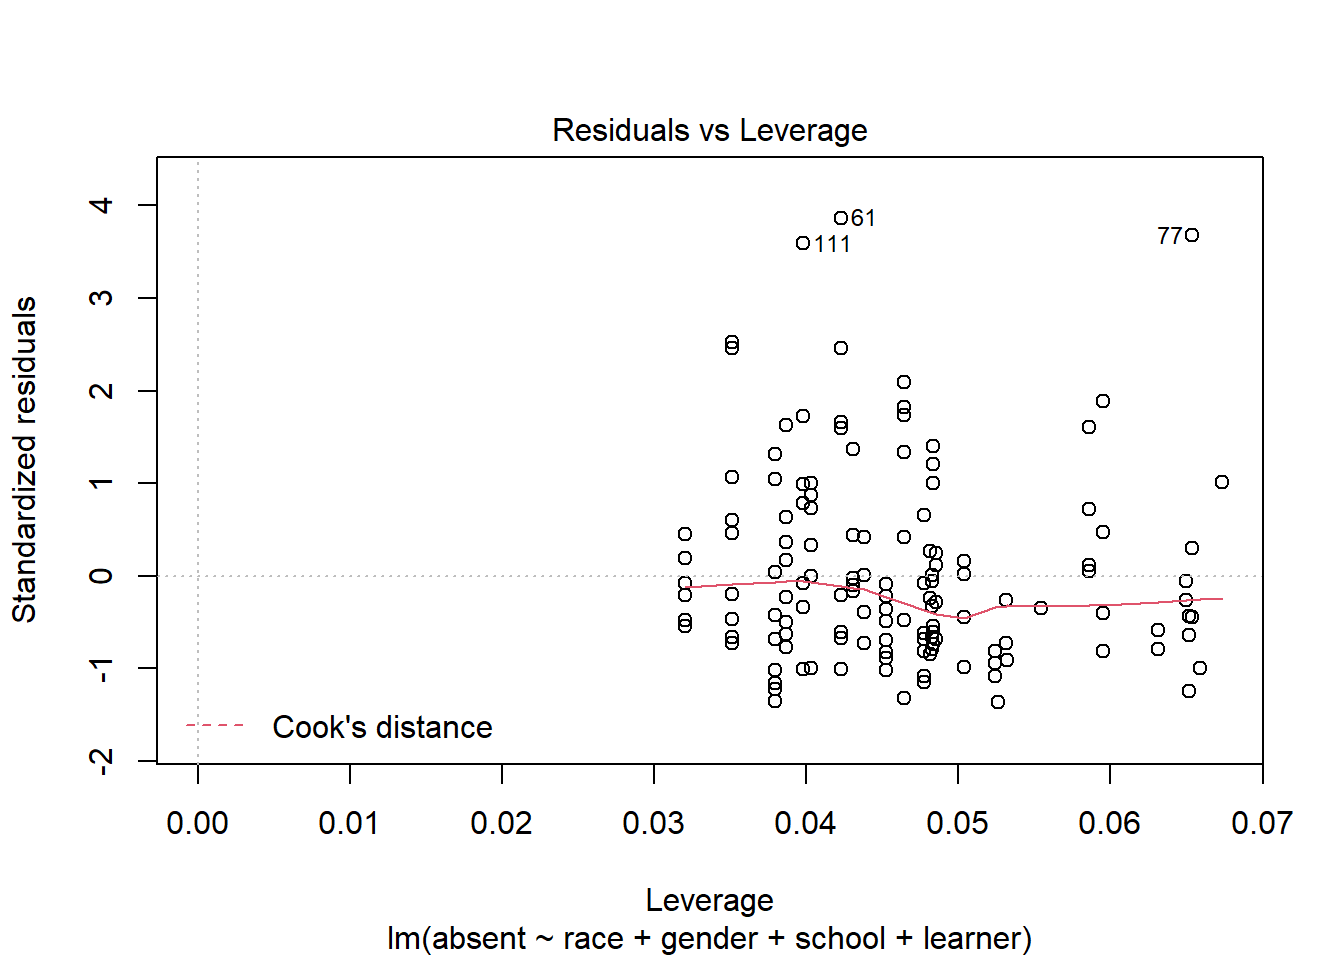 Residuals vs Leverage
Standardized residuals
4
3
2
1
0
-1
-2
61
111
77
Cook's distance
0.00 0.01 0.02 0.03 0.04 0.05 0.06 0.07
Leverage
lm(absent ~ race + gender + school + learner)